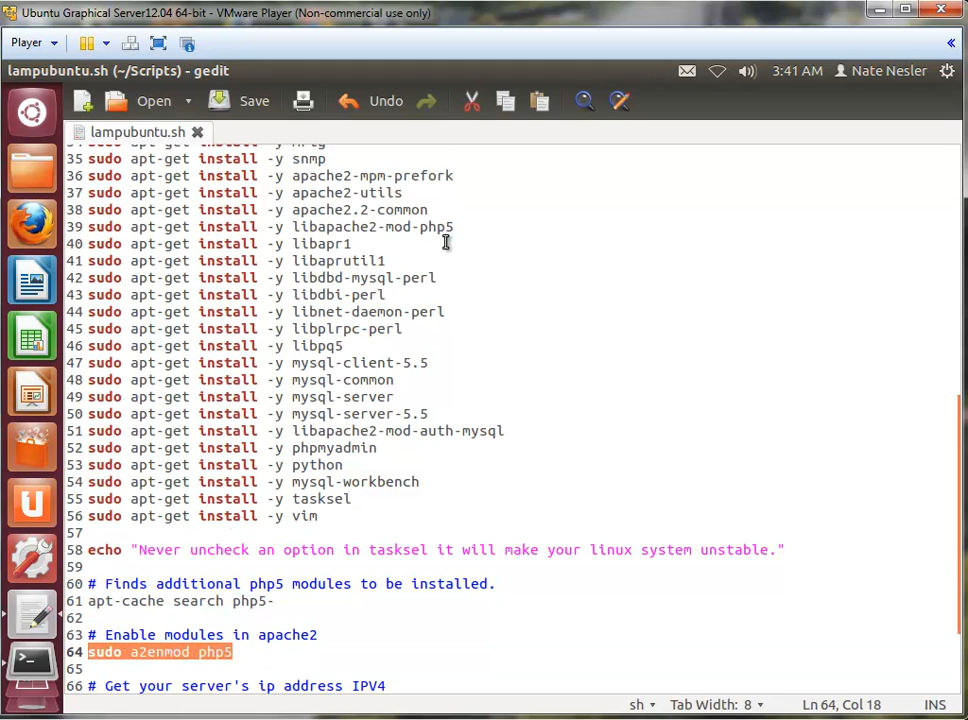 Ubuntu Graphical Server12.04 64-bit - VMware Player (Non-commercial use only)
Player
lampubuntu.sh (~/Scripts) - gedit
3:41 AM
Nate Nesler
Open
Save
Undo
lampubuntu.sh
35 sudo apt-get install -y snmp
36 sudo apt-get install -y apache2-mpm-prefork
37 sudo apt-get install -y apache2-utils
38 sudo apt-get install -y apache2.2-common
39 sudo apt-get install -y libapache2-mod-php5
40 sudo apt-get install -y libapr1
41 sudo apt-get install -y libaprutil1
42 sudo apt-get install -y libdbd-mysql-perl
43 sudo apt-get install -y libdbi-perl
44 sudo apt-get install -y libnet-daemon-perl
45 sudo apt-get install -y libplrpc-perl
46 sudo apt-get install -y libpq5
47 sudo apt-get install -y mysql-client-5.5
48 sudo apt-get install -y mysql-common
49 sudo apt-get install -y mysql-server
50 sudo apt-get install -y mysql-server-5.5
51 sudo apt-get install -y libapache2-mod-auth-mysql
52 sudo apt-get install -y phpmyadmin
53 sudo apt-get install -y python
54 sudo apt-get install -y mysql-workbench
55 sudo apt-get install -y tasksel
56 sudo apt-get install -y vim
57
58 echo "Never uncheck an option in tasksel it will make your linux system unstable."
59
60 # Finds additional php5 modules to be installed.
61 apt-cache search php5-
62
63 # Enable modules in apache2
64 sudo a2enmod php5
65
66 # Get your server's ip address IPV4
sh
Tab Width: 8
Ln 64, Col 18
INS